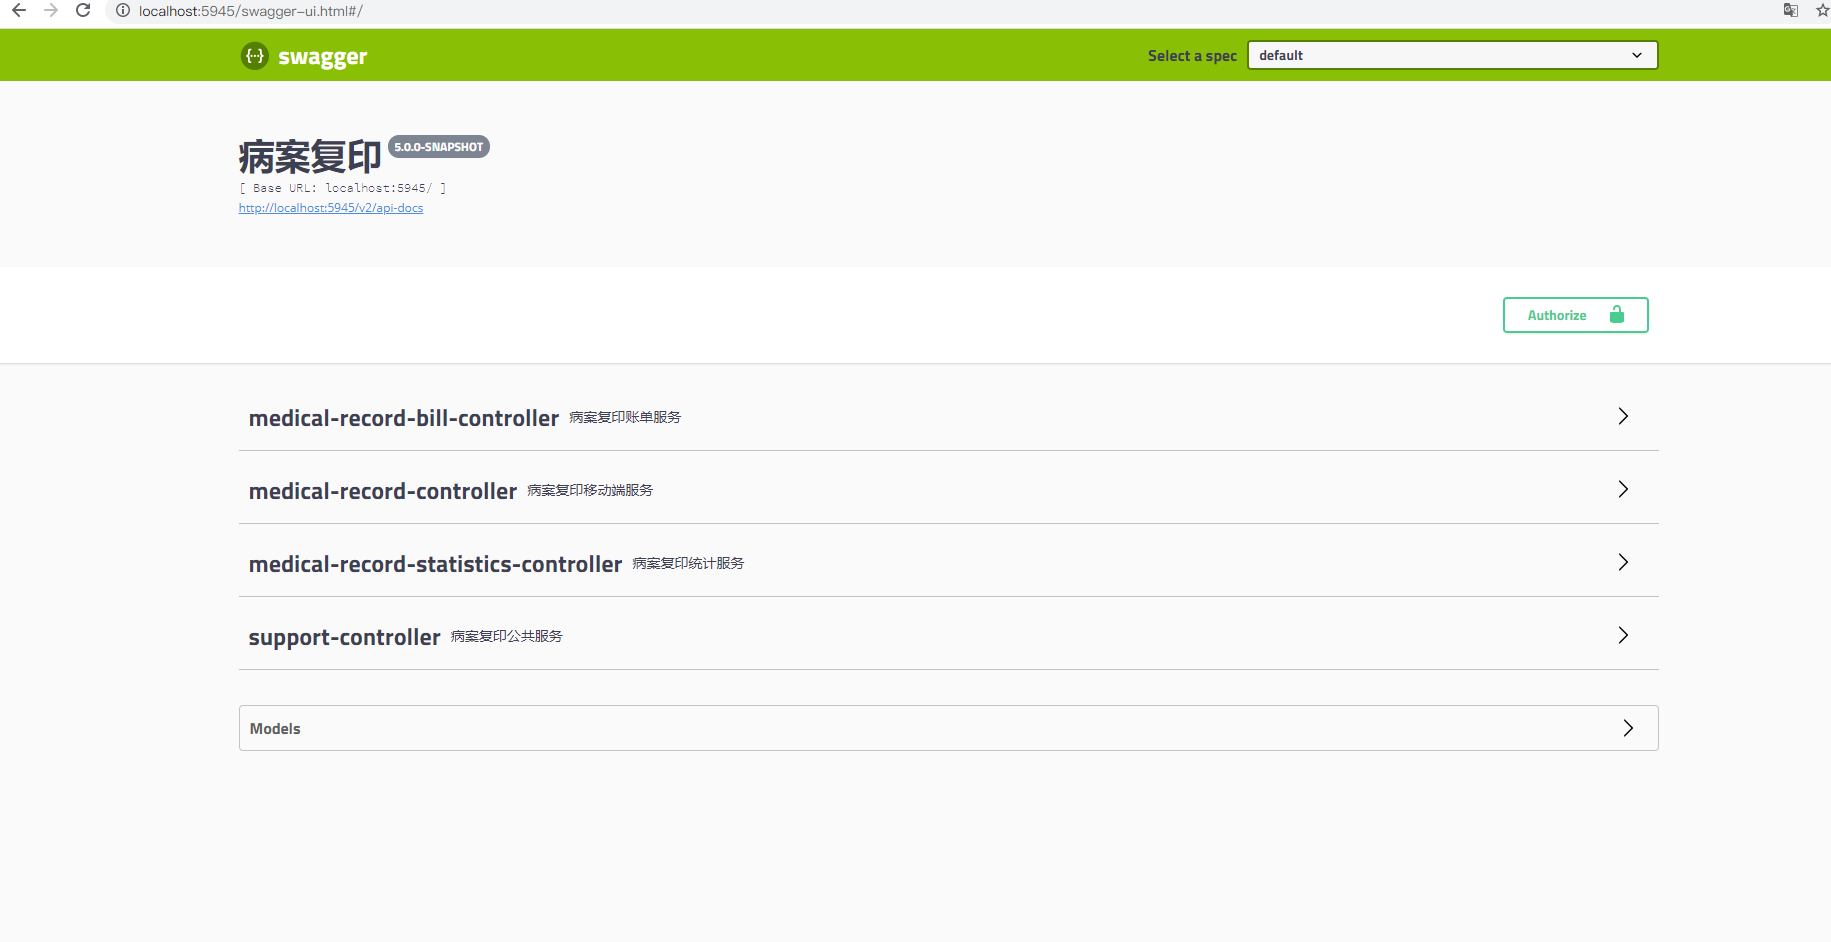 localhost:5945/swagger-ui.html#/
{··} swagger
Select a spec
default
病案复印 5.0.0-SNAPSHOT
[ Base URL: localhost:5945/ ]
http://localhost:5945/v2/api-docs
Authorize
medical-record-bill-controller 病案复印账单服务
medical-record-controller 病案复印移动端服务
medical-record-statistics-controller 病案复印统计服务
support-controller 病案复印公共服务
Models